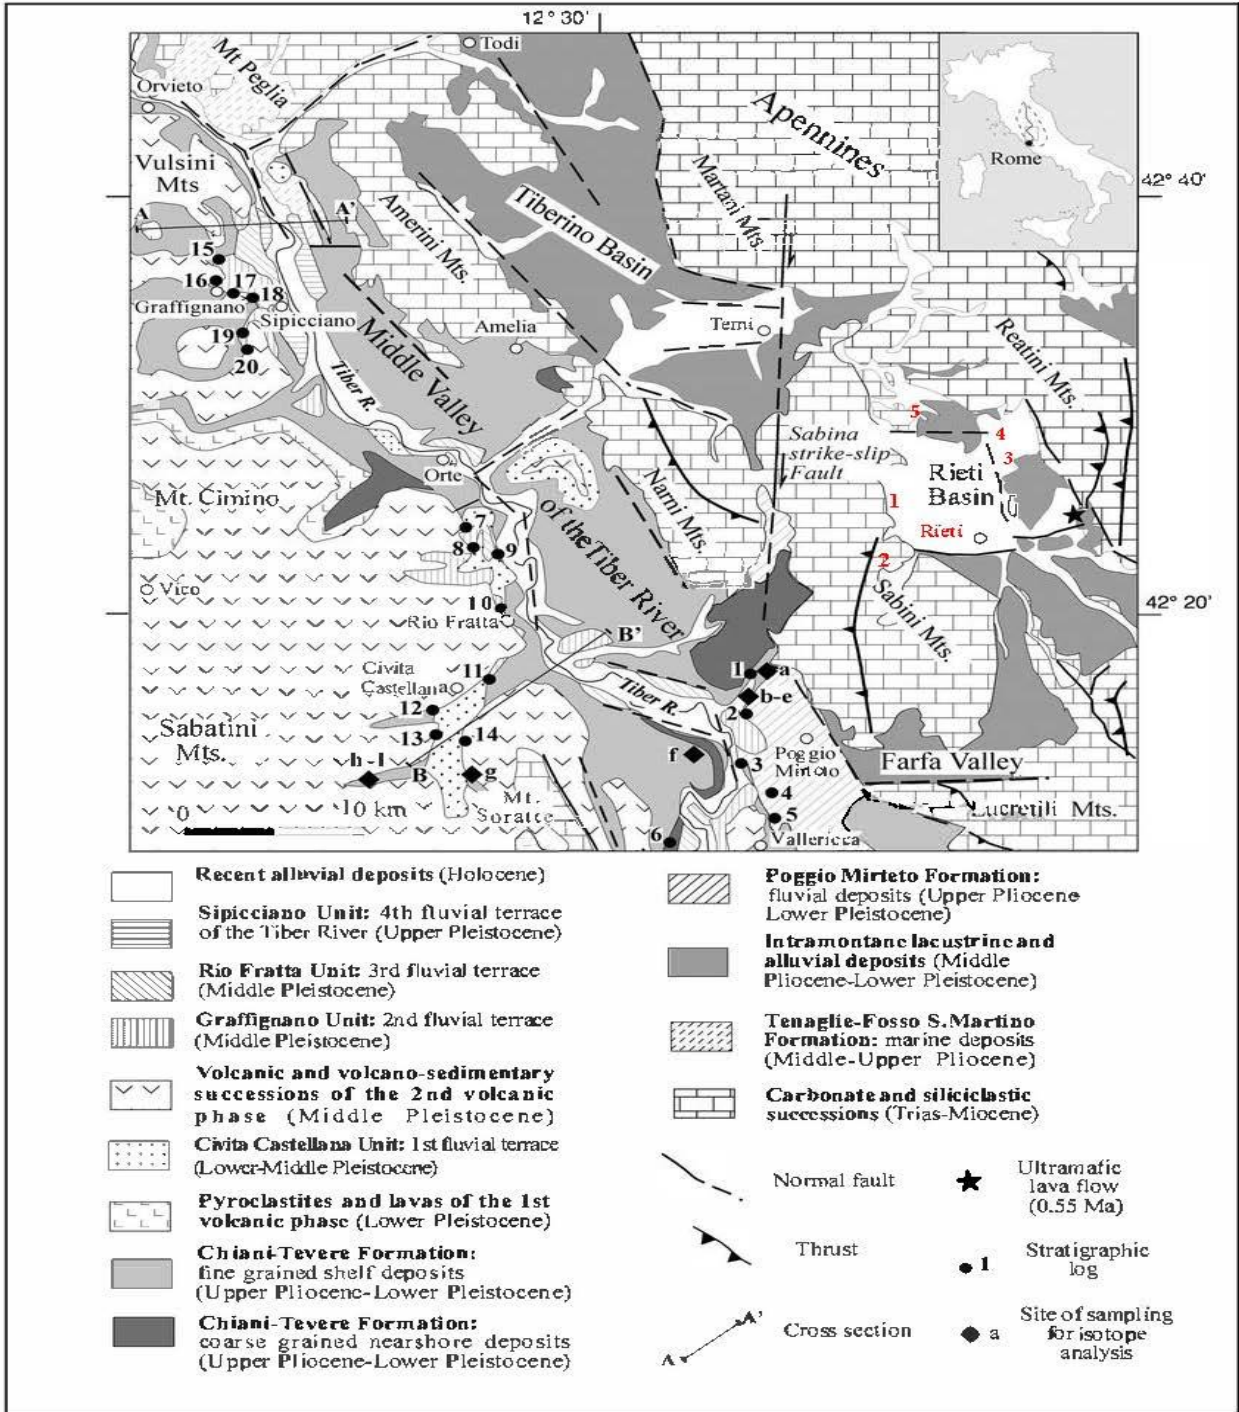 12° 30'
Todi
Mt Peglia
Orvieto
Apennines
Rome
Vulsini
Mts
42° 40'
A
A'
Amerini Mts.
Tiberino Basin
Martani Mts.
15
16
17
18
Graffignano
Sipicciano
19
20
Terni
Amelia
Middle Valley
Reatini Mts.
Tiber R.
5
4
3
Sabina
strike-slip
Fault
Rieti
Basin
1
Orte
Mt. Cimino
Narni Mts.
of the Tiber River
Rieti
2
7
8
9
Vico
Sabini Mts.
10
Rio Fratta
42° 20'
B'
Civita
Castellana
11
1
a
b-e
Tiber R.
12
2
Sabatini
Mts.
13
14
f
3
Poggio
Mirteto
Farfa Valley
h-l
B
g
4
Lucretili Mts.
0
10 km
Mt.
Soratte
5
6
Vallericca
Recent alluvial deposits (Holocene)
Sipicciano Unit: 4th fluvial terrace
of the Tiber River (Upper Pleistocene)
Rio Fratta Unit: 3rd fluvial terrace
(Middle Pleistocene)
Graffignano Unit: 2nd fluvial terrace
(Middle Pleistocene)
Volcanic and volcano-sedimentary
successions of the 2nd volcanic
phase (Middle Pleistocene)
Civita Castellana Unit: 1st fluvial terrace
(Lower-Middle Pleistocene)
Pyroclastites and lavas of the 1st
volcanic phase (Lower Pleistocene)
Chiani-Tevere Formation:
fine grained shelf deposits
(Upper Pliocene-Lower Pleistocene)
Chiani-Tevere Formation:
coarse grained nearshore deposits
(Upper Pliocene-Lower Pleistocene)
Poggio Mirteto Formation:
fluvial deposits (Upper Pliocene
Lower Pleistocene)
Intramontane lacustrine and
alluvial deposits (Middle
Pliocene-Lower Pleistocene)
Tenaglie-Fosso S.Martino
Formation: marine deposits
(Middle-Upper Pliocene)
Carbonate and siliciclastic
successions (Trias-Miocene)
Normal fault
Thrust
A
A'
Cross section
Ultramafic
lava flow
(0.55 Ma)
1
Stratigraphic
log
a
Site of sampling
for isotope
analysis